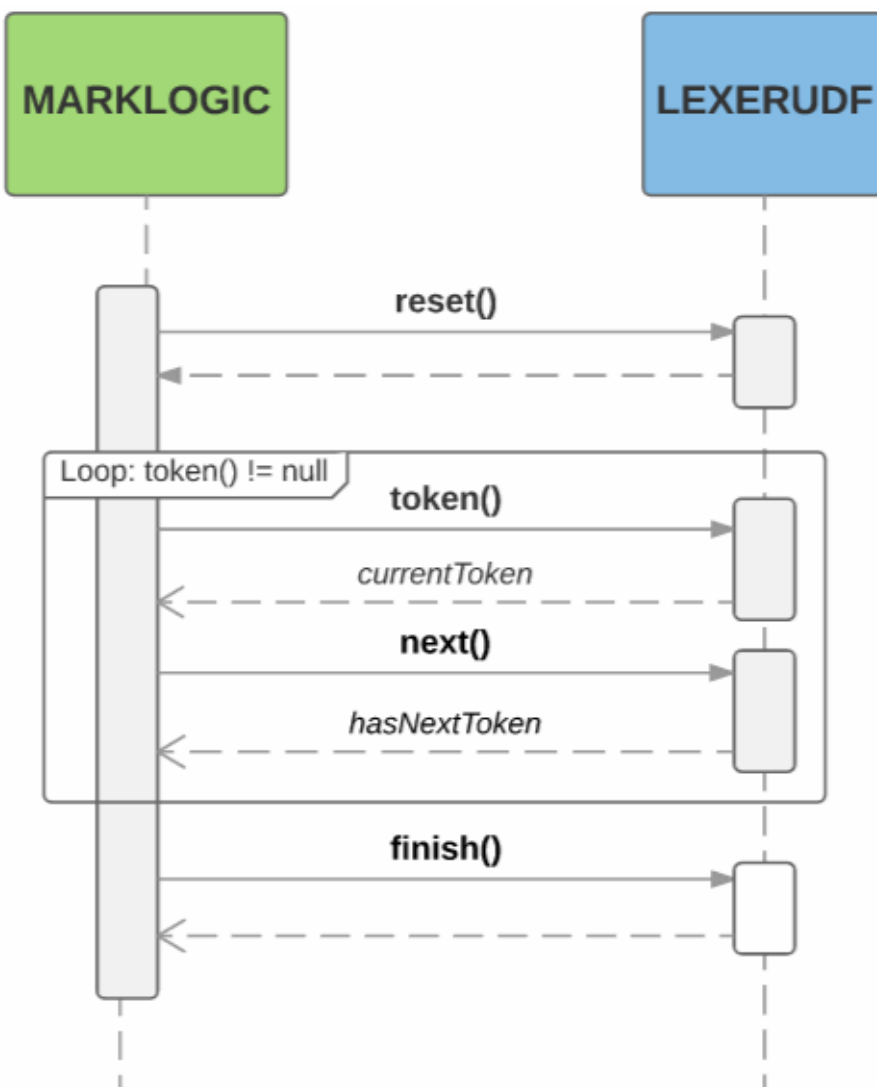 MARKLOGIC
LEXERUDF
reset()
Loop: token() != null
token()
currentToken
next()
hasNextToken
finish()